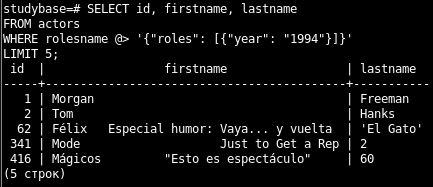 studybase=# SELECT id, firstname, lastname
FROM actors
WHERE rolesname @> '{"roles": [{"year": "1994"}]}'
LIMIT 5;
 id  |                 firstname                 | lastname
-----+-------------------------------------------+-----------
   1 | Morgan                                    | Freeman
   2 | Tom                                       | Hanks
  62 | Félix   Especial humor: Vaya... y vuelta  | 'El Gato'
 341 | Mode                      Just to Get a Rep | 2
 416 | Mágicos         "Esto es espectáculo"     | 60
(5 строк)